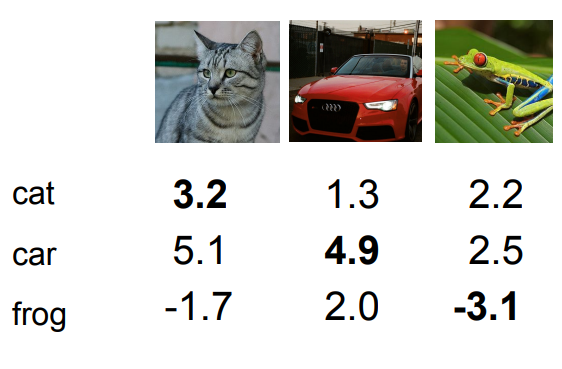 cat 3.2 1.3 2.2
car 5.1 4.9 2.5
frog -1.7 2.0 -3.1